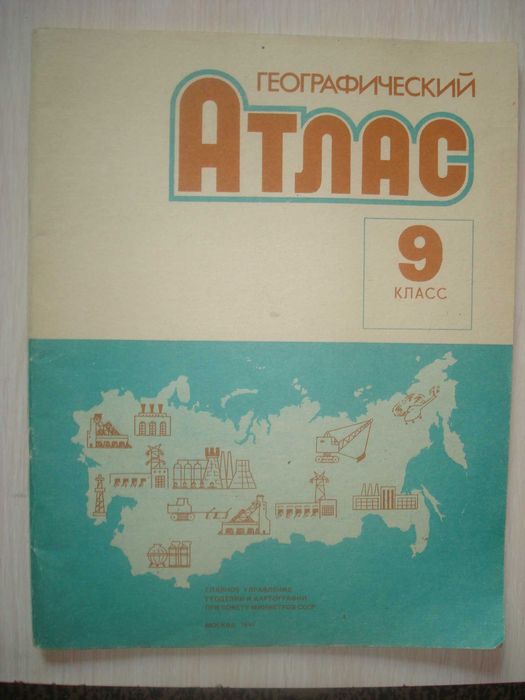 ГЕОГРАФИЧЕСКИЙ
АТЛАС
9
КЛАСС
ГЛАВНОЕ УПРАВЛЕНИЕ
ГЕОДЕЗИИ И КАРТОГРАФИИ
ПРИ СОВЕТЕ МИНИСТРОВ СССР
МОСКВА